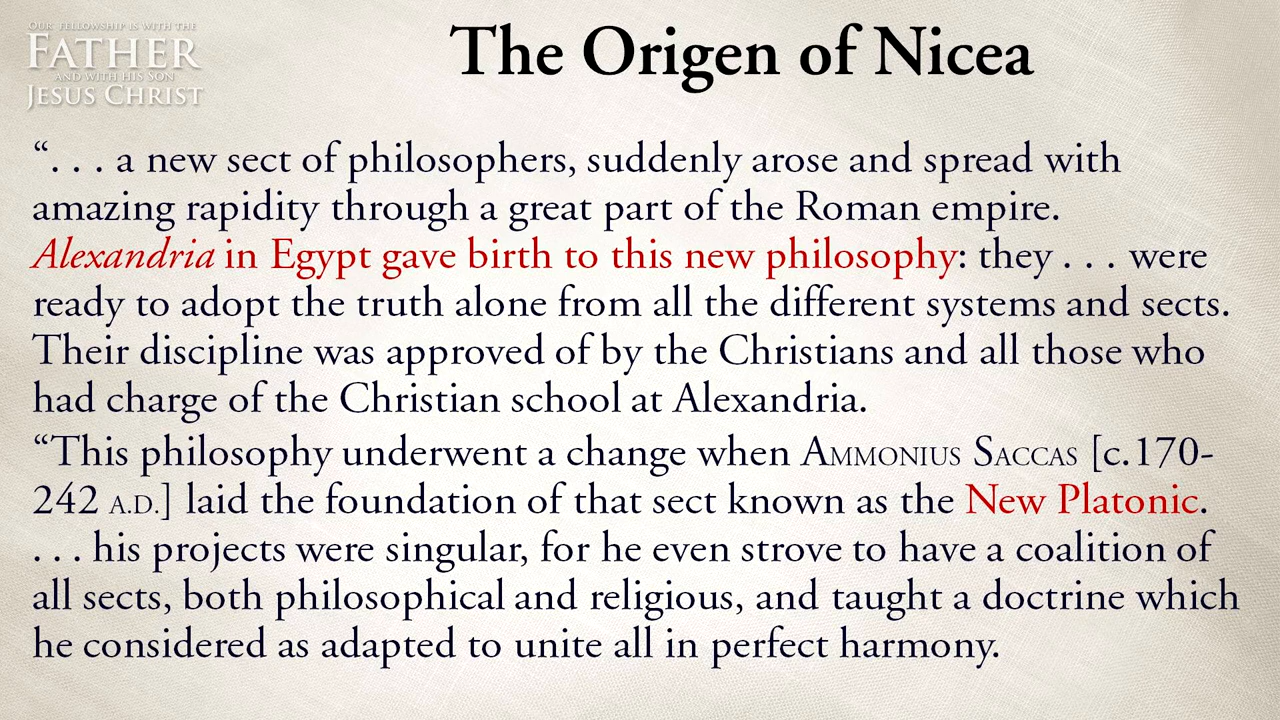 OUR FELLOWSHIP IS WITH THE
FATHER
AND WITH HIS SON
JESUS CHRIST
The Origen of Nicea
“. . . a new sect of philosophers, suddenly arose and spread with
amazing rapidity through a great part of the Roman empire.
Alexandria in Egypt gave birth to this new philosophy: they . . . were
ready to adopt the truth alone from all the different systems and sects.
Their discipline was approved of by the Christians and all those who
had charge of the Christian school at Alexandria.
“This philosophy underwent a change when AMMONIUS SACCAS [c.170-
242 A.D.] laid the foundation of that sect known as the New Platonic.
. . . his projects were singular, for he even strove to have a coalition of
all sects, both philosophical and religious, and taught a doctrine which
he considered as adapted to unite all in perfect harmony.